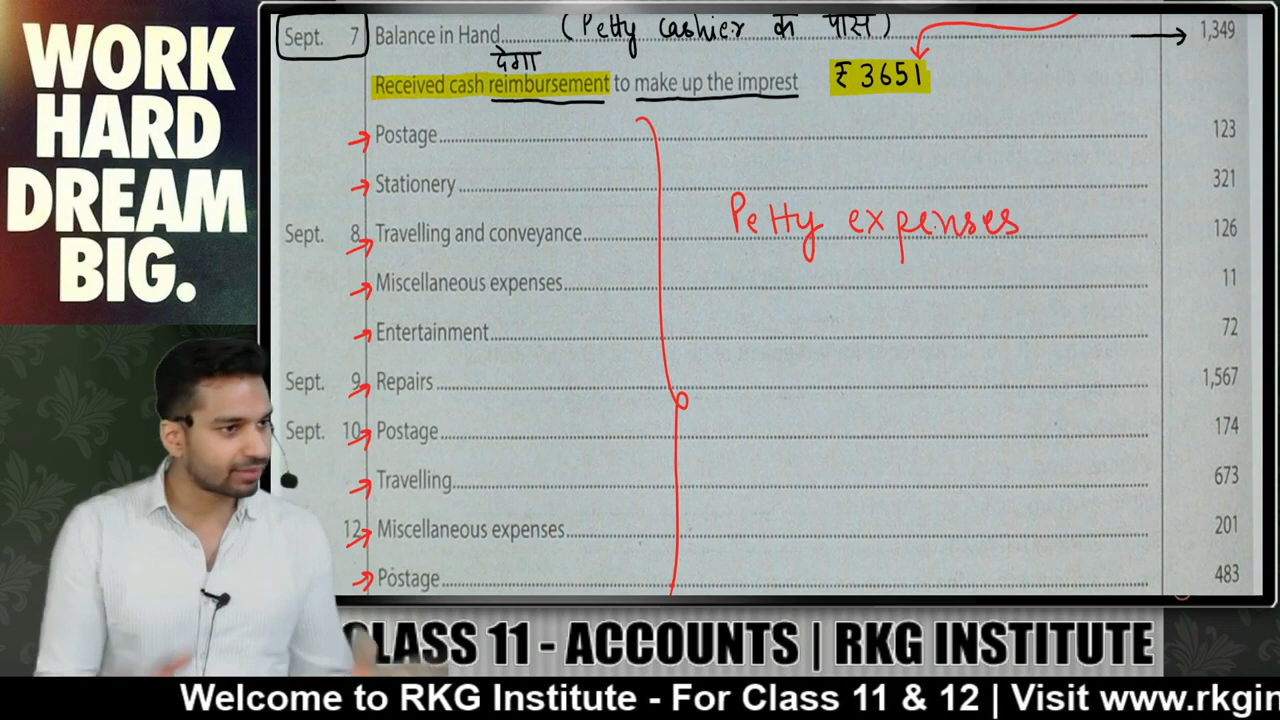 WORK
HARD
DREAM
BIG.
Sept. 7 Balance in Hand.......... (Petty cashier के पास) .......... 1,349
देगा
Received cash reimbursement to make up the imprest ₹ 3651
Postage.......... 123
Stationery.......... 321
Petty expenses
Sept. 8 Travelling and conveyance.......... 126
Miscellaneous expenses.......... 11
Entertainment.......... 72
Sept. 9 Repairs.......... 1,567
Sept. 10 Postage.......... 174
Travelling.......... 673
12 Miscellaneous expenses.......... 201
Postage.......... 483
CLASS 11 - ACCOUNTS | RKG INSTITUTE
Welcome to RKG Institute - For Class 11 & 12 | Visit www.rkgin